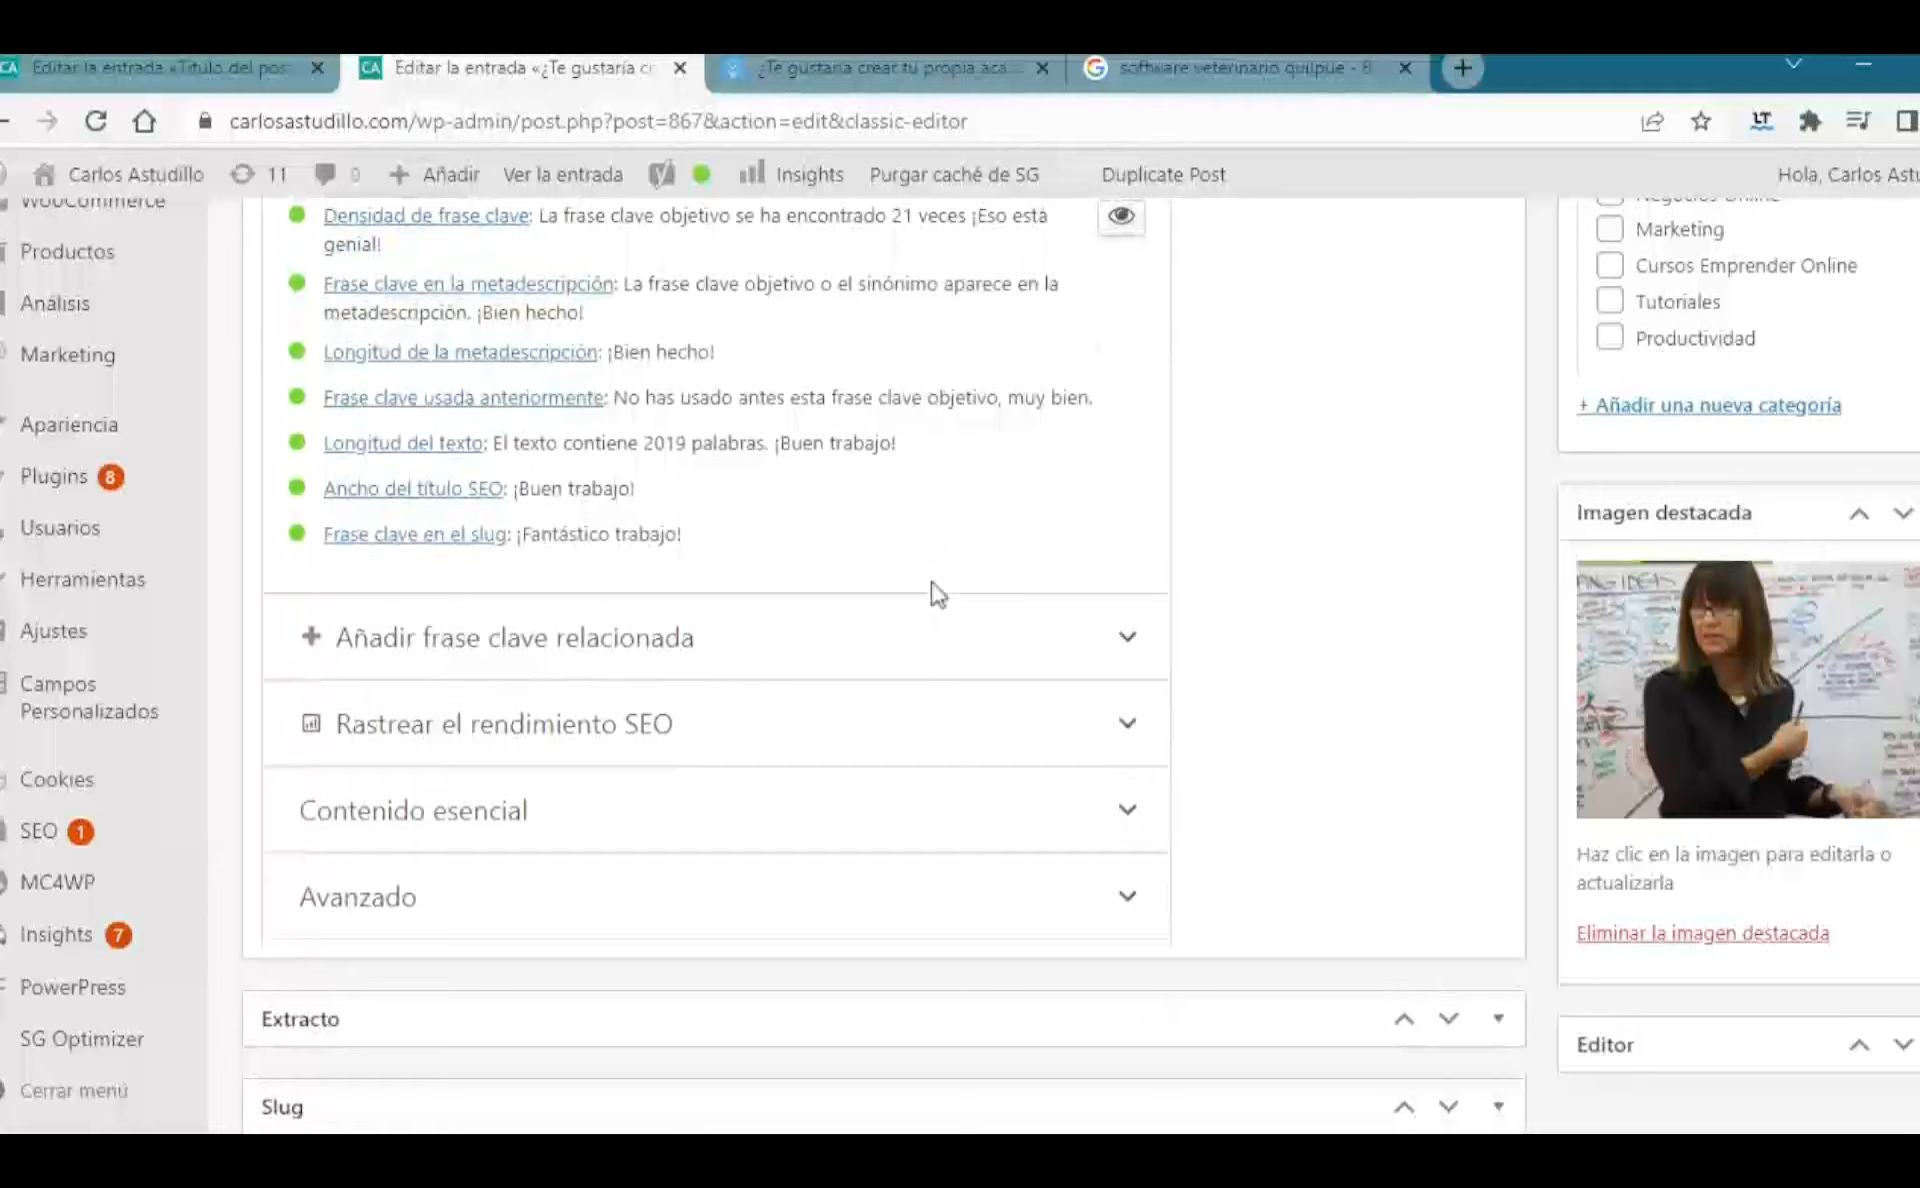 Editar la entrada «Título del pos
Editar la entrada «¿Te gustaría cr
¿Te gustaría crear tu propia aca...
software veterinario quilpue - B
carlosastudillo.com/wp-admin/post.php?post=867&action=edit&classic-editor
Carlos Astudillo
11
0
Añadir
Ver la entrada
Insights
Purgar caché de SG
Duplicate Post
Hola, Carlos Astu
WooCommerce
Productos
Análisis
Marketing
Apariencia
Plugins 8
Usuarios
Herramientas
Ajustes
Campos
Personalizados
Cookies
SEO 1
MC4WP
Insights 7
PowerPress
SG Optimizer
Cerrar menú
Densidad de frase clave: La frase clave objetivo se ha encontrado 21 veces ¡Eso está
genial!
Frase clave en la metadescripción: La frase clave objetivo o el sinónimo aparece en la
metadescripción. ¡Bien hecho!
Longitud de la metadescripción: ¡Bien hecho!
Frase clave usada anteriormente: No has usado antes esta frase clave objetivo, muy bien.
Longitud del texto: El texto contiene 2019 palabras. ¡Buen trabajo!
Ancho del título SEO: ¡Buen trabajo!
Frase clave en el slug: ¡Fantástico trabajo!
Añadir frase clave relacionada
Rastrear el rendimiento SEO
Contenido esencial
Avanzado
Extracto
Slug
Negocios Online
Marketing
Cursos Emprender Online
Tutoriales
Productividad
+ Añadir una nueva categoría
Imagen destacada
Haz clic en la imagen para editarla o
actualizarla
Eliminar la imagen destacada
Editor